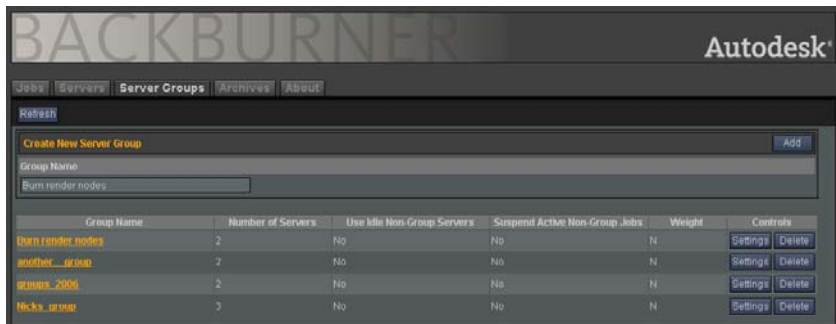 BACKBURNER
Autodesk
Jobs Servers Server Groups Archives About
Refresh
Create New Server Group Add
Group Name
Burn render nodes
Group Name Number of Servers Use Idle Non-Group Servers Suspend Active Non-Group Jobs Weight Controls
Burn render nodes 2 No No N Settings Delete
another__group 2 No No N Settings Delete
groups_2006 2 No No N Settings Delete
Nicks_group 3 No No N Settings Delete